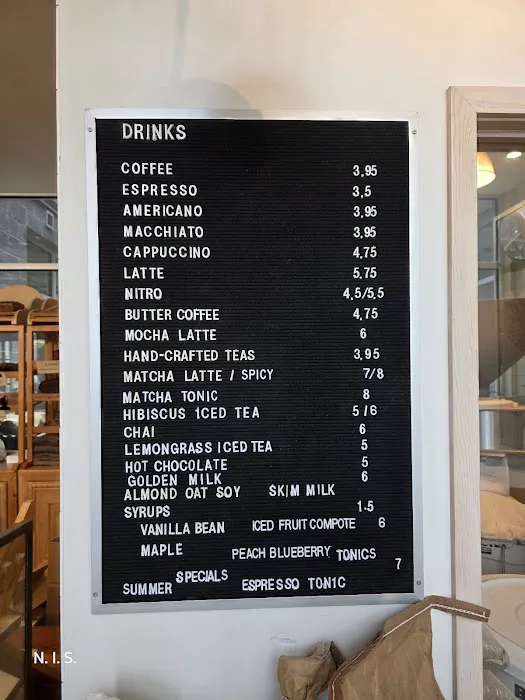 DRINKS
COFFEE 3,95
ESPRESSO 3,5
AMERICANO 3,95
MACCHIATO 3,95
CAPPUCCINO 4,75
LATTE 5,75
NITRO 4,5/5,5
BUTTER COFFEE 4,75
MOCHA LATTE 6
HAND-CRAFTED TEAS 3,95
MATCHA LATTE / SPICY 7/8
MATCHA TONIC 8
HIBISCUS 1CED TEA 5/6
CHAI 6
LEMONGRASS ICED TEA 5
HOT CHOCOLATE 5
GOLDEN MILK 6
ALMOND OAT SOY SKIM MILK
SYRUPS 1.5
VANILLA BEAN ICED FRUIT COMPOTE 6
MAPLE PEACH BLUEBERRY TONICS
7
SUMMER SPECIALS ESPRESSO TON1C
N.I.S.